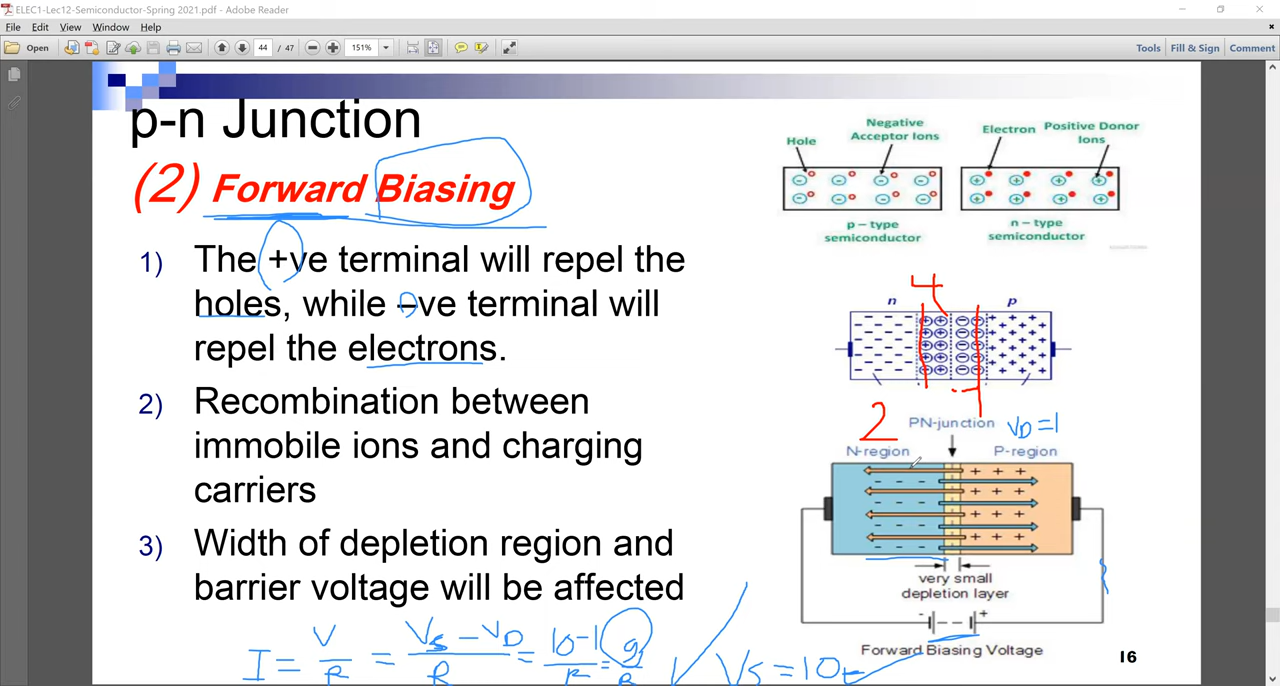 ELEC1-Lec12-Semiconductor-Spring 2021.pdf - Adobe Reader
File Edit View Window Help
Open 44 / 47 151% Tools Fill & Sign Comment
p-n Junction
(2) Forward Biasing
1) The +ve terminal will repel the
holes, while –ve terminal will
repel the electrons.
2) Recombination between
immobile ions and charging
carriers
3) Width of depletion region and
barrier voltage will be affected
I = V/R = VS – VD/R = 10-1/R = 9/R
VS = 10
Hole
Negative
Acceptor Ions
Electron
Positive Donor
Ions
p – type
semiconductor
n – type
semiconductor
4
n p
2
PN-junction
VD = 1
N-region P-region
very small
depletion layer
- +
Forward Biasing Voltage
16